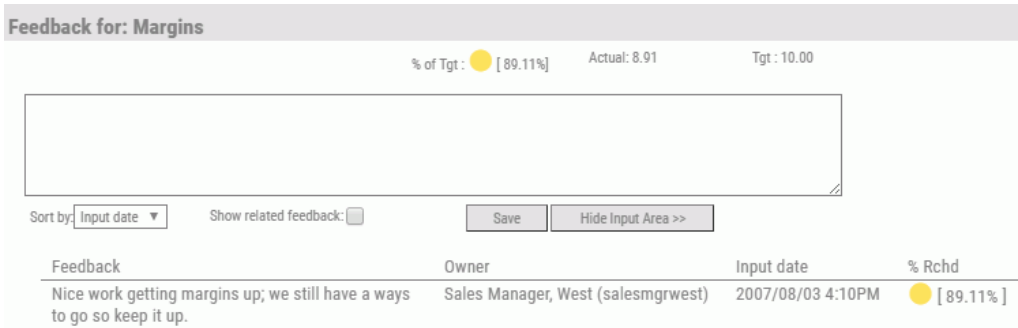 Feedback for: Margins
% of Tgt : [ 89.11%] Actual: 8.91 Tgt : 10.00
Sort by: Input date ▼ Show related feedback: Save Hide Input Area >>
Feedback Owner Input date % Rchd
Nice work getting margins up; we still have a ways Sales Manager, West (salesmgrwest) 2007/08/03 4:10PM [ 89.11% ]
to go so keep it up.